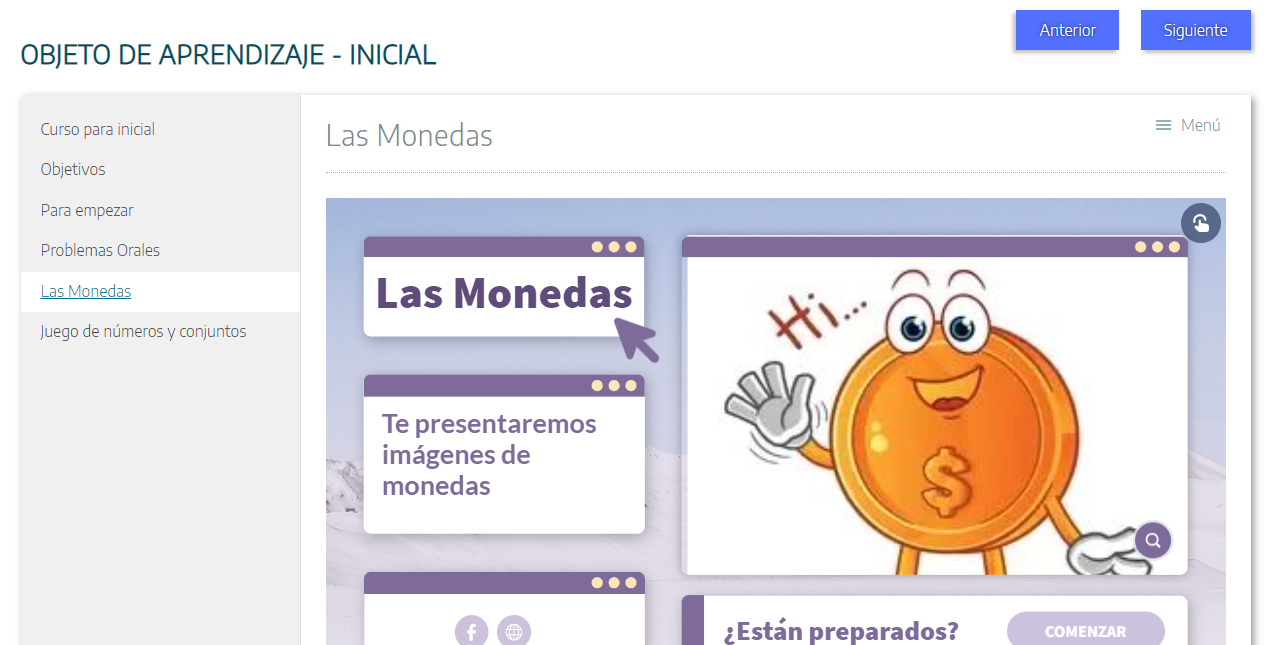 Anterior
Siguiente
OBJETO DE APRENDIZAJE - INICIAL
Curso para inicial
Objetivos
Para empezar
Problemas Orales
Las Monedas
Juego de números y conjuntos
Las Monedas
Menú
Las Monedas
Te presentaremos
imágenes de
monedas
Hi...
$
¿Están preparados?
COMENZAR